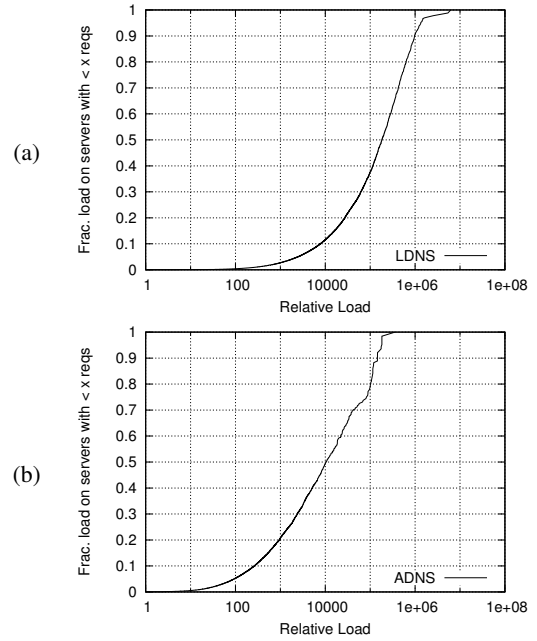 (a)
Frac. load on servers with < x reqs
1
0.9
0.8
0.7
0.6
0.5
0.4
0.3
0.2
0.1
0
LDNS
1 100 10000 1e+06 1e+08
Relative Load
(b)
Frac. load on servers with < x reqs
1
0.9
0.8
0.7
0.6
0.5
0.4
0.3
0.2
0.1
0
ADNS
1 100 10000 1e+06 1e+08
Relative Load